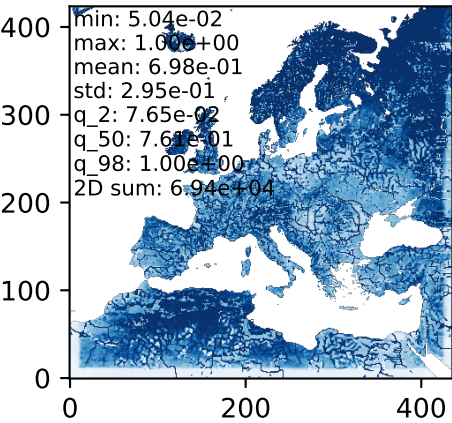 400
300
200
100
0
min: 5.04e-02
max: 1.00e+00
mean: 6.98e-01
std: 2.95e-01
q_2: 7.65e-02
q_50: 7.61e-01
q_98: 1.00e+00
2D sum: 6.94e+04
0 200 400